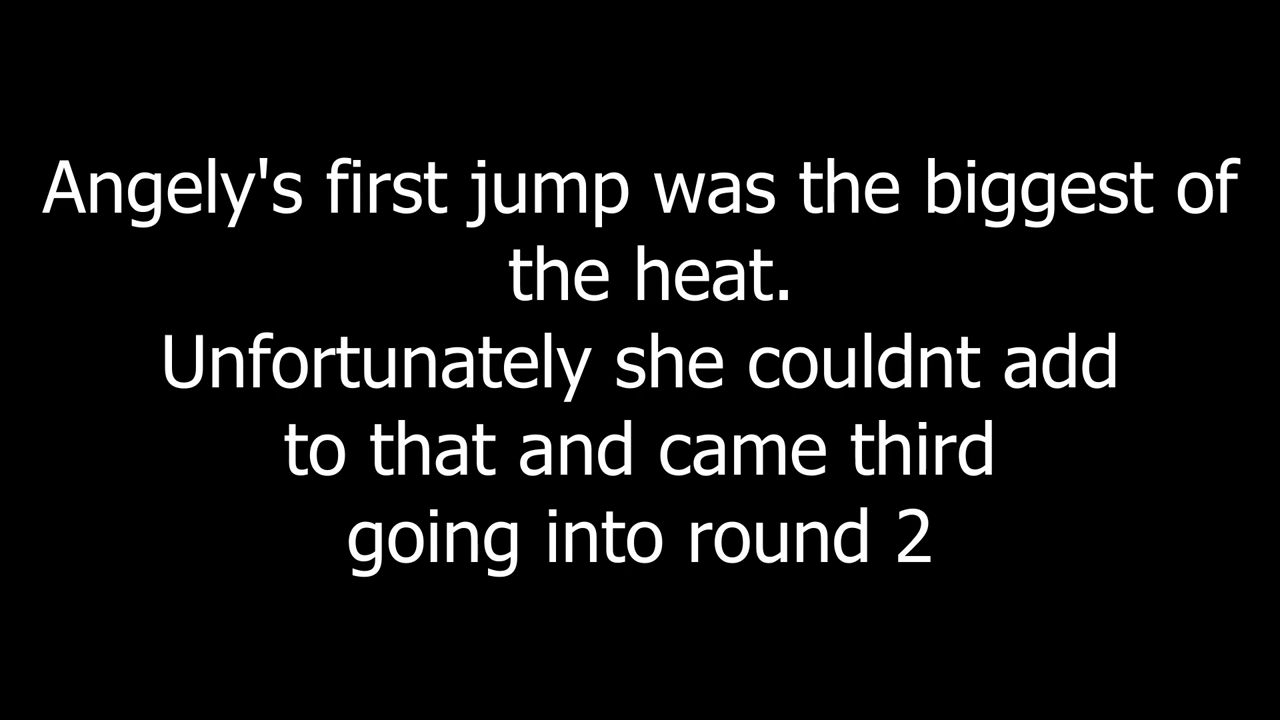 Angely's first jump was the biggest of
the heat.
Unfortunately she couldnt add
to that and came third
going into round 2